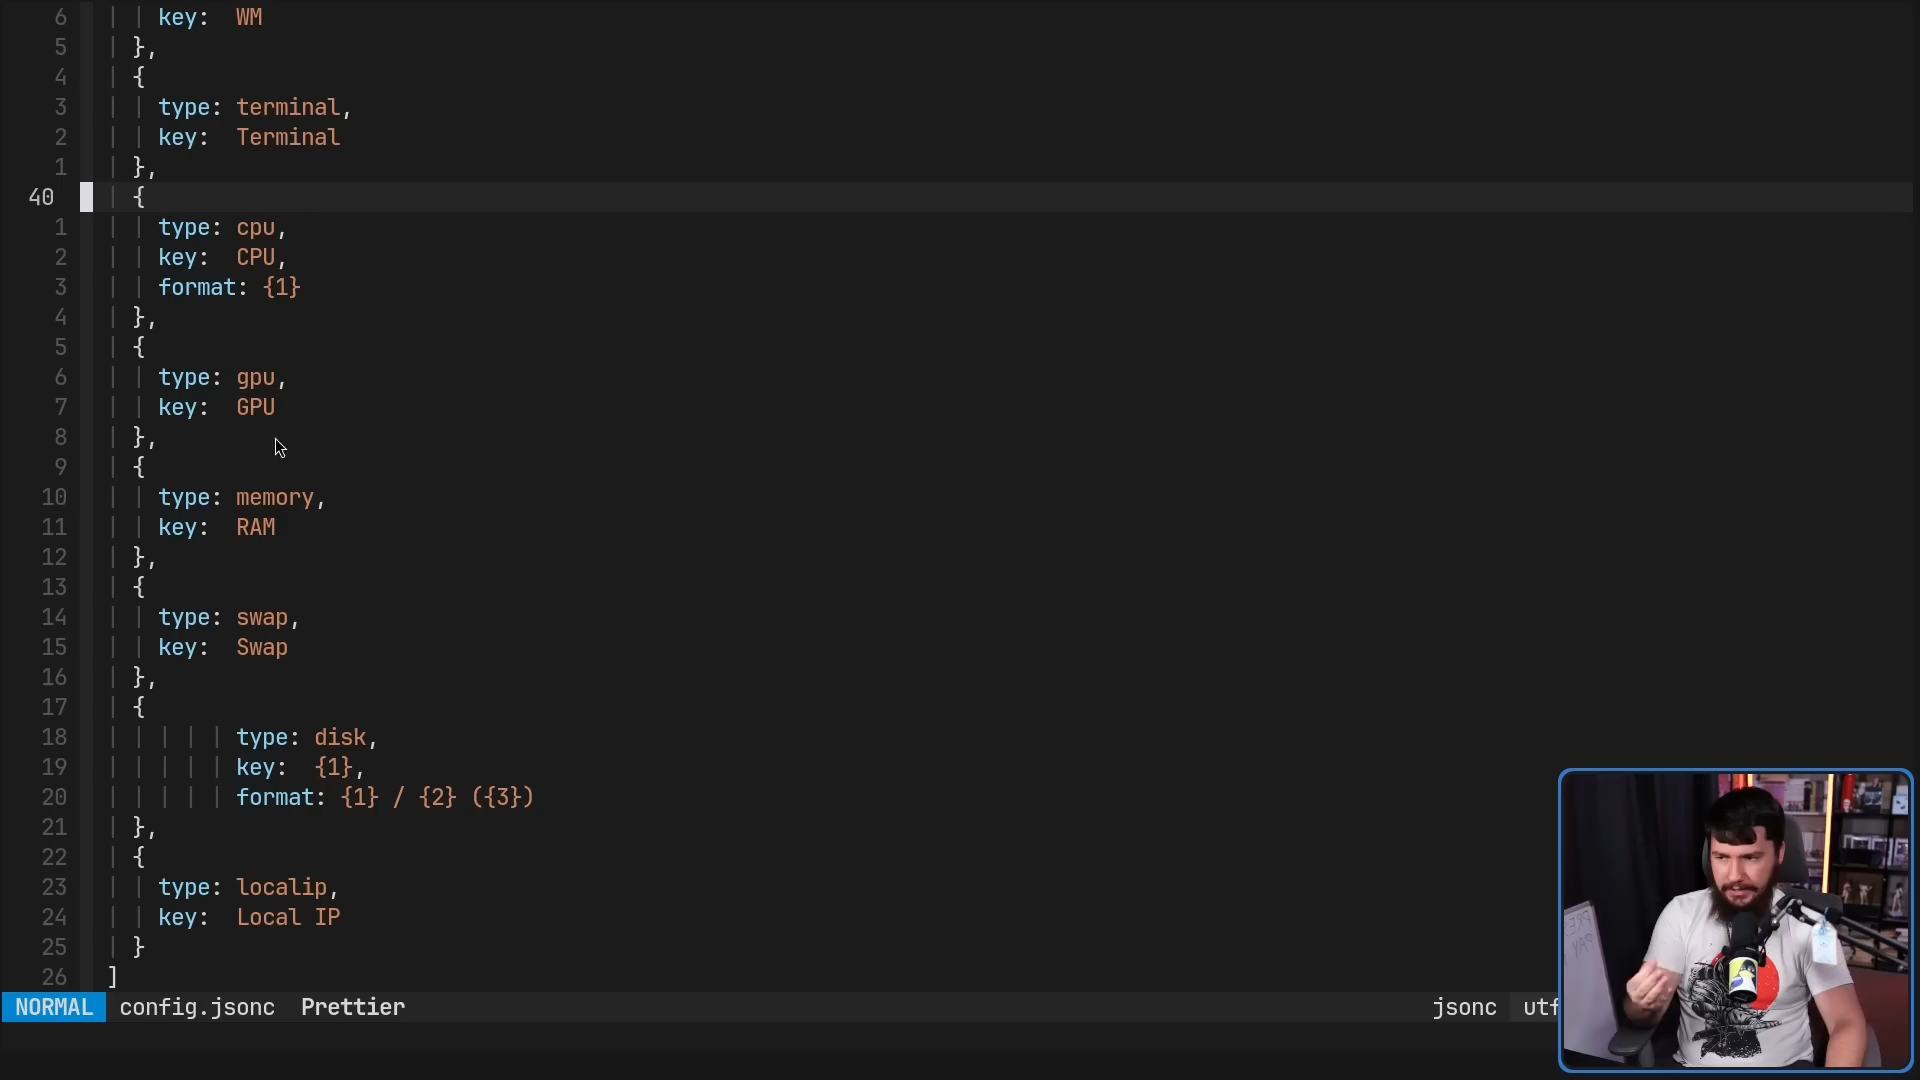 6 key:  WM
5 },
4 {
3 type: terminal,
2 key:  Terminal
1 },
40 {
1 type: cpu,
2 key:  CPU,
3 format: {1}
4 },
5 {
6 type: gpu,
7 key:  GPU
8 },
9 {
10 type: memory,
11 key:  RAM
12 },
13 {
14 type: swap,
15 key:  Swap
16 },
17 {
18 type: disk,
19 key:  {1},
20 format: {1} / {2} ({3})
21 },
22 {
23 type: localip,
24 key:  Local IP
25 }
26 ]
NORMAL config.jsonc Prettier jsonc utf